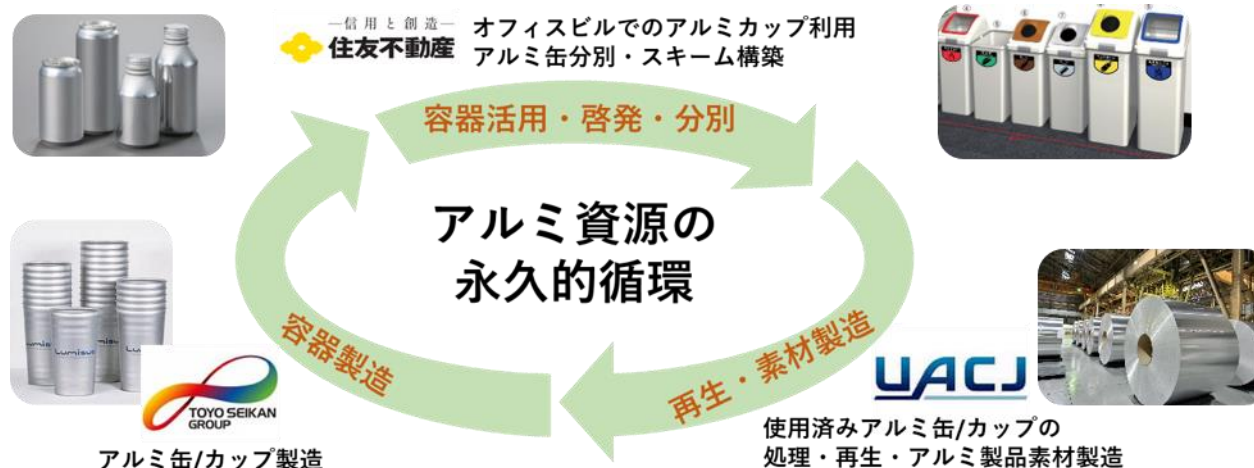 ―信用と創造―
住友不動産
オフィスビルでのアルミカップ利用
アルミ缶分別・スキーム構築
容器活用・啓発・分別
アルミ資源の
永久的循環
容器製造
再生・素材製造
TOYO SEIKAN
GROUP
アルミ缶/カップ製造
UACJ
使用済みアルミ缶/カップの
処理・再生・アルミ製品素材製造